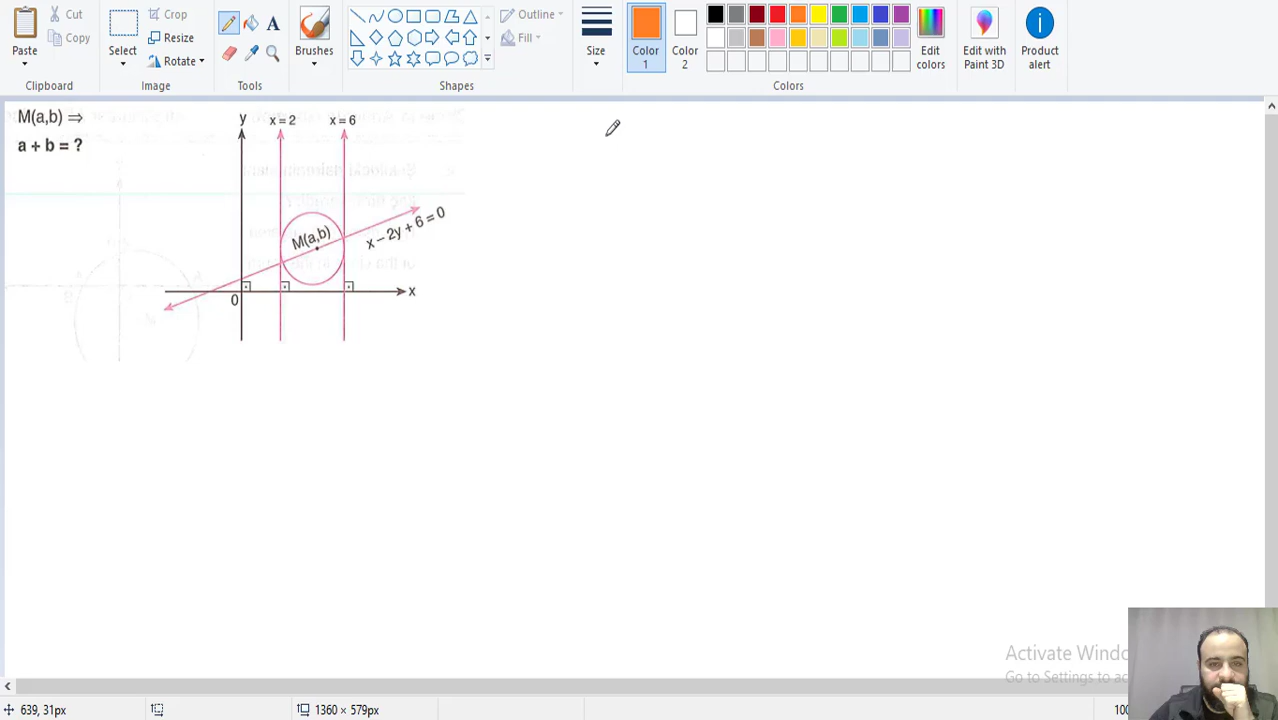 Paste
Cut
Copy
Clipboard
Select
Crop
Resize
Rotate
Image
A
Tools
Brushes
Outline
Fill
Shapes
Size
Color
1
Color
2
Edit
colors
Edit with
Paint 3D
Product
alert
Colors
M(a,b) ⇒
a + b = ?
y
x = 2
x = 6
M(a,b)
x – 2y + 6 = 0
0
x
Activate Windo
Go to Settings to ac
639, 31px
1360 × 579px
100